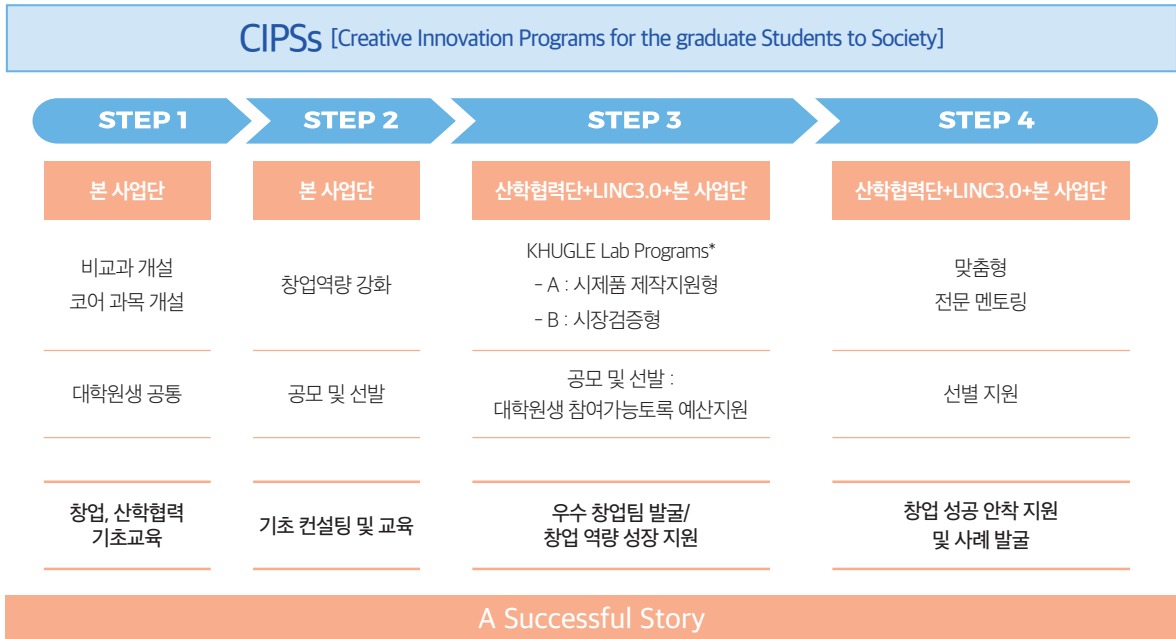 CIPSs [Creative Innovation Programs for the graduate Students to Society]
STEP 1
STEP 2
STEP 3
STEP 4
본 사업단
본 사업단
산학협력단+LINC3.0+본 사업단
산학협력단+LINC3.0+본 사업단
비교과 개설
코어 과목 개설
창업역량 강화
KHUGLE Lab Programs*
- A : 시제품 제작지원형
- B : 시장검증형
맞춤형
전문 멘토링
대학원생 공통
공모 및 선발
공모 및 선발 :
대학원생 참여가능토록 예산지원
선별 지원
창업, 산학협력
기초교육
기초 컨설팅 및 교육
우수 창업팀 발굴/
창업 역량 성장 지원
창업 성공 안착 지원
및 사례 발굴
A Successful Story